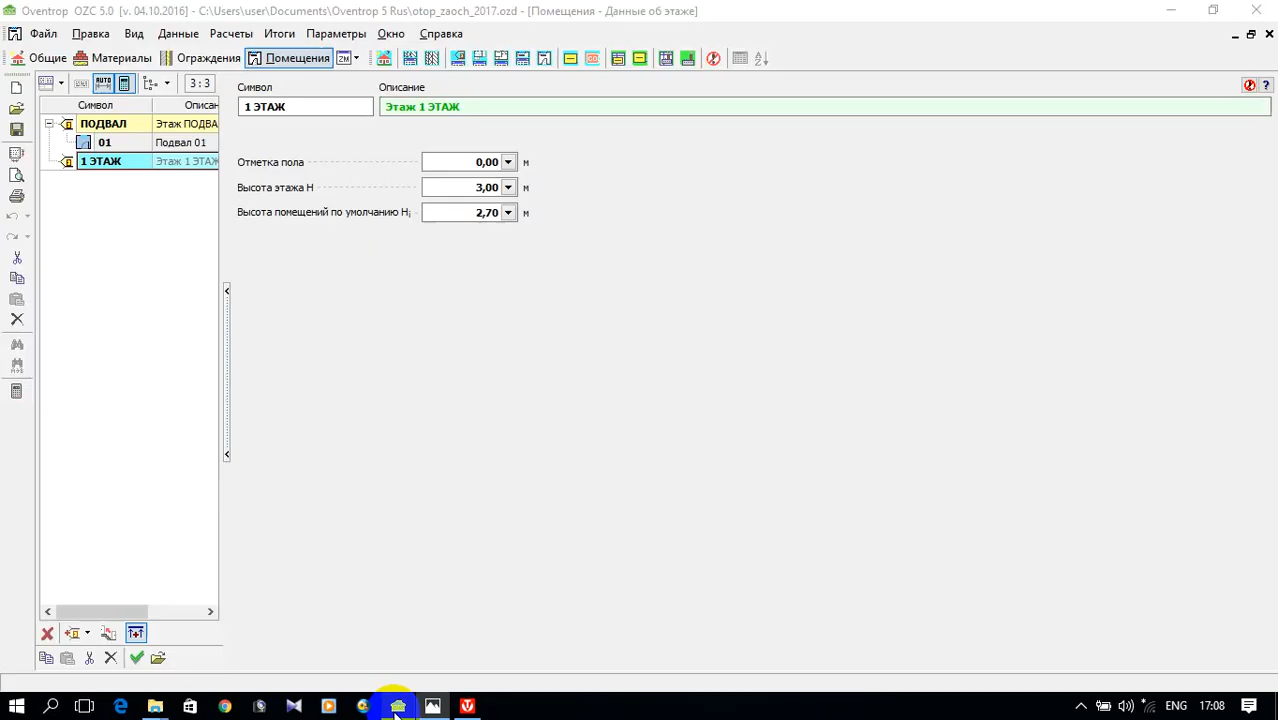 Oventrop OZC 5.0 [v. 04.10.2016] - C:\Users\user\Documents\Oventrop 5 Rus\otop_zaoch_2017.ozd - [Помещения - Данные об этаже]
Файл Правка Вид Данные Расчеты Итоги Параметры Окно Справка
Общие Материалы Ограждения Помещения
3 : 3
Символ Описан
ПОДВАЛ Этаж ПОДВА
01 Подвал 01
1 ЭТАЖ Этаж 1 ЭТАЖ
Символ Описание
1 ЭТАЖ Этаж 1 ЭТАЖ
Отметка пола 0,00 м
Высота этажа H 3,00 м
Высота помещений по умолчанию Hi 2,70 м
ENG 17:08